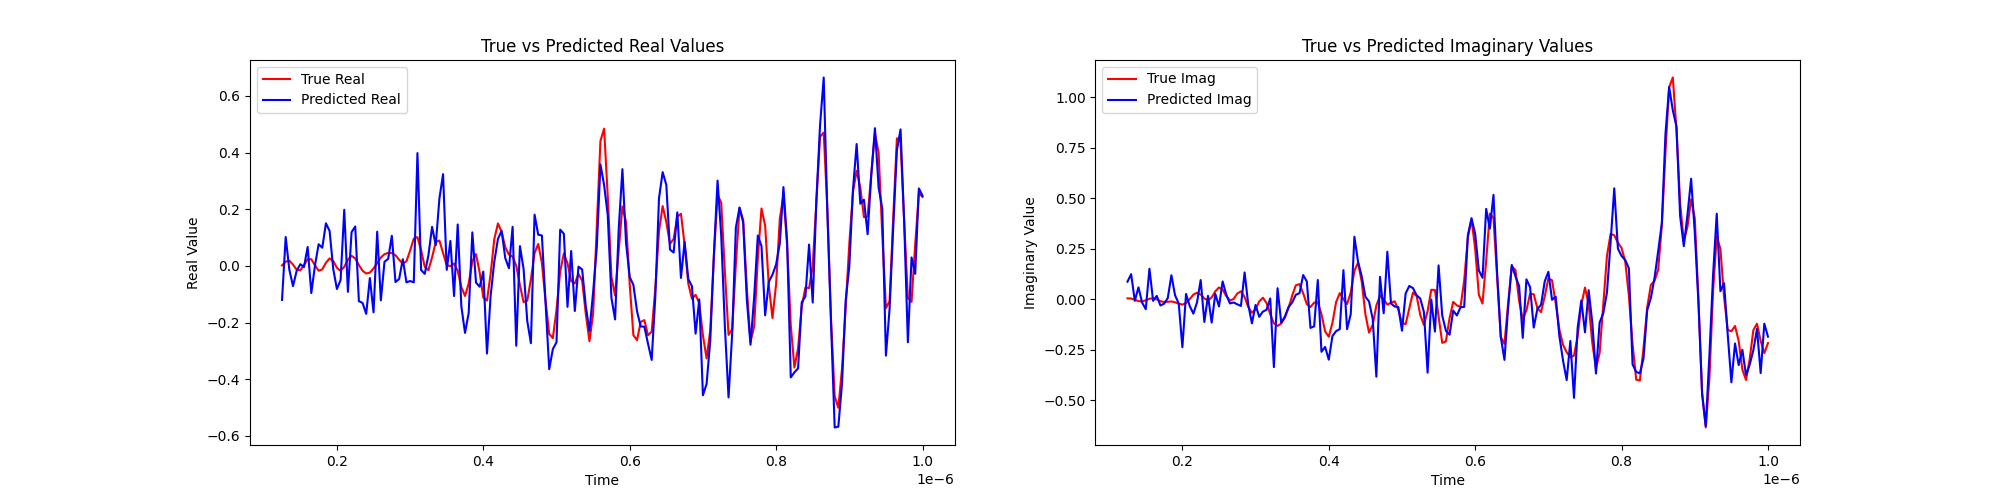 True vs Predicted Real Values
True Real
Predicted Real
Real Value
0.6
0.4
0.2
0.0
−0.2
−0.4
−0.6
0.2
0.4
0.6
0.8
1.0
Time
1e−6
True vs Predicted Imaginary Values
True Imag
Predicted Imag
Imaginary Value
1.00
0.75
0.50
0.25
0.00
−0.25
−0.50
0.2
0.4
0.6
0.8
1.0
Time
1e−6